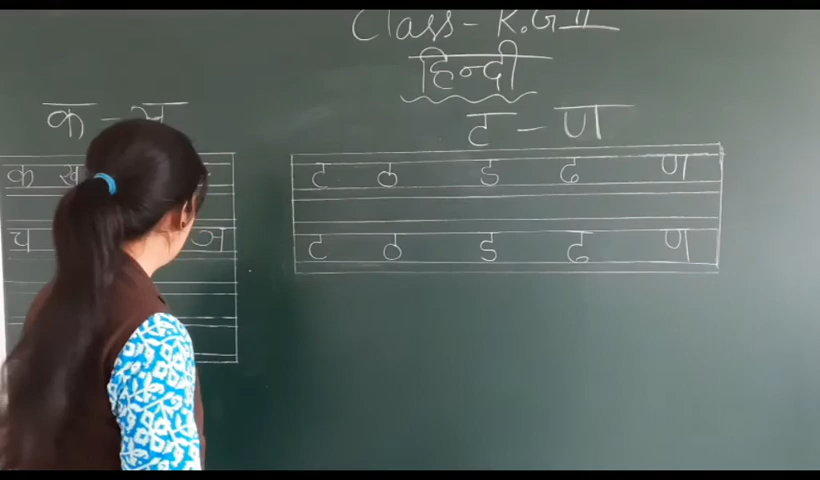 Class - K.G II
हिन्दी
क -
ट - ण
क ख
ट ठ ड ढ ण
च ञ
ट ठ ड ढ ण